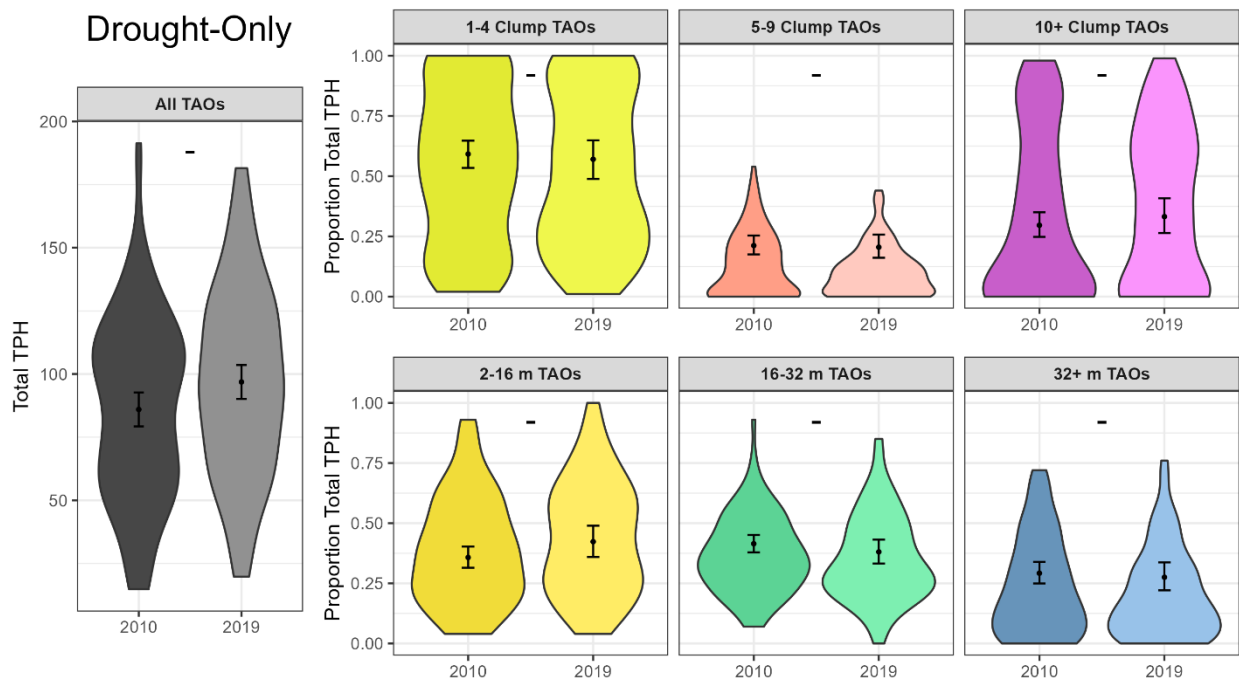 Drought-Only
All TAOs
Total TPH
200
150
100
50
-
2010 2019
1-4 Clump TAOs 5-9 Clump TAOs 10+ Clump TAOs
Proportion Total TPH
1.00
0.75
0.50
0.25
0.00
- - -
2010 2019 2010 2019 2010 2019
2-16 m TAOs 16-32 m TAOs 32+ m TAOs
Proportion Total TPH
1.00
0.75
0.50
0.25
0.00
- - -
2010 2019 2010 2019 2010 2019